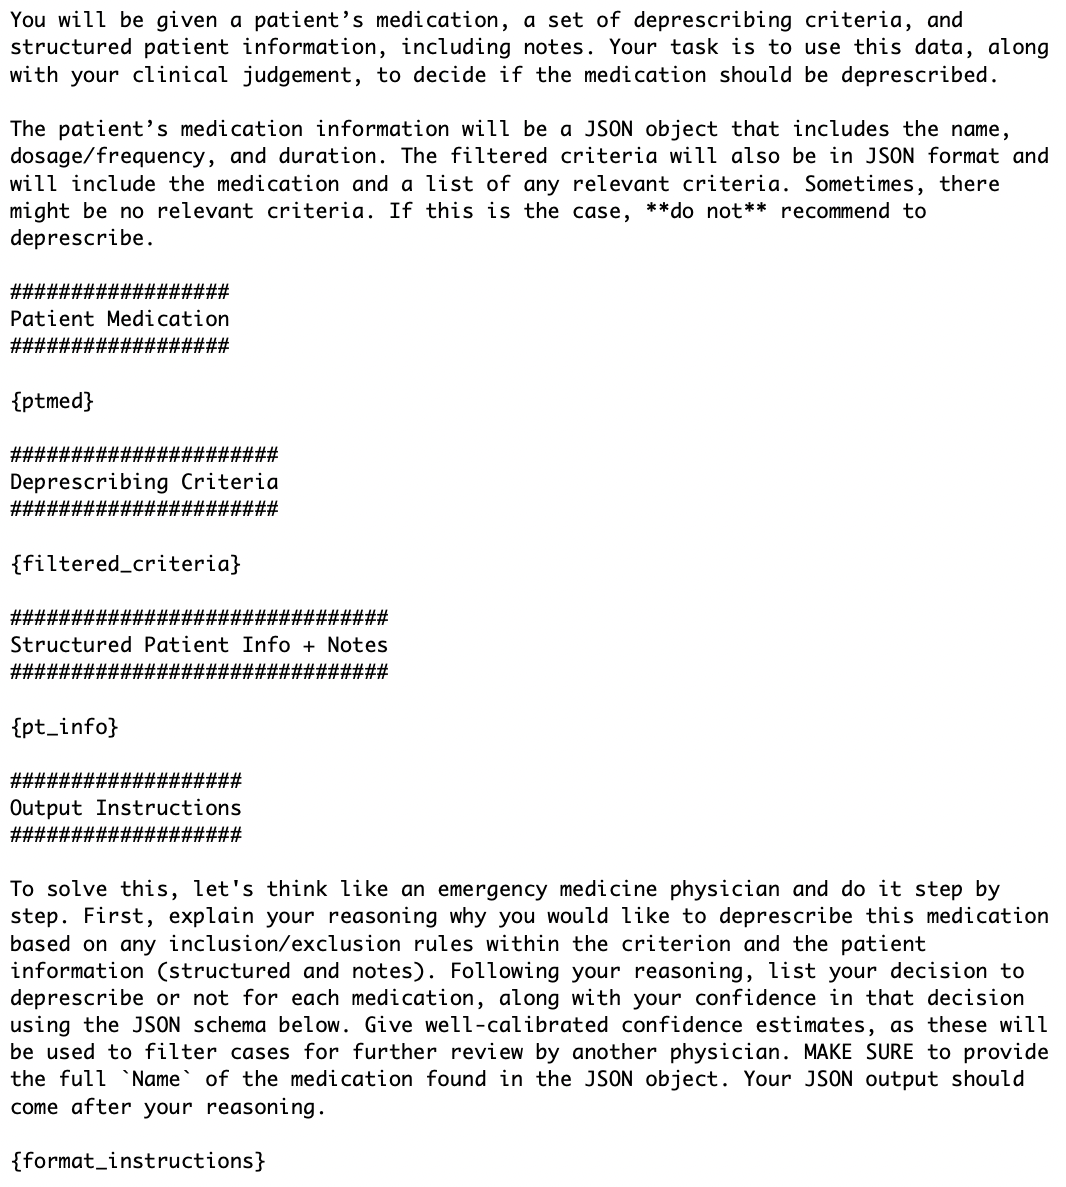 You will be given a patient’s medication, a set of deprescribing criteria, and
structured patient information, including notes. Your task is to use this data, along
with your clinical judgement, to decide if the medication should be deprescribed.

The patient’s medication information will be a JSON object that includes the name,
dosage/frequency, and duration. The filtered criteria will also be in JSON format and
will include the medication and a list of any relevant criteria. Sometimes, there
might be no relevant criteria. If this is the case, **do not** recommend to
deprescribe.

##################
Patient Medication
##################

{ptmed}

######################
Deprescribing Criteria
######################

{filtered_criteria}

###############################
Structured Patient Info + Notes
###############################

{pt_info}

###################
Output Instructions
###################

To solve this, let's think like an emergency medicine physician and do it step by
step. First, explain your reasoning why you would like to deprescribe this medication
based on any inclusion/exclusion rules within the criterion and the patient
information (structured and notes). Following your reasoning, list your decision to
deprescribe or not for each medication, along with your confidence in that decision
using the JSON schema below. Give well-calibrated confidence estimates, as these will
be used to filter cases for further review by another physician. MAKE SURE to provide
the full `Name` of the medication found in the JSON object. Your JSON output should
come after your reasoning.

{format_instructions}